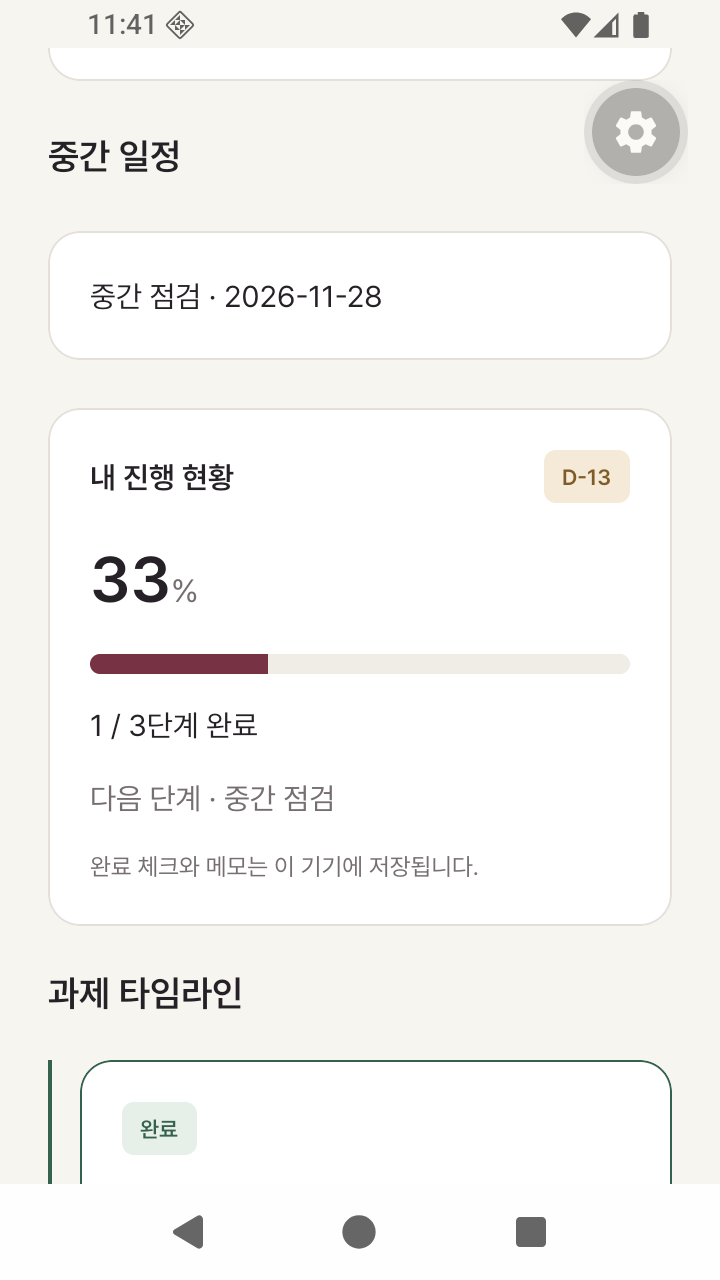 11:41
중간 일정
중간 점검 · 2026-11-28
내 진행 현황
D-13
33%
1 / 3단계 완료
다음 단계 · 중간 점검
완료 체크와 메모는 이 기기에 저장됩니다.
과제 타임라인
완료